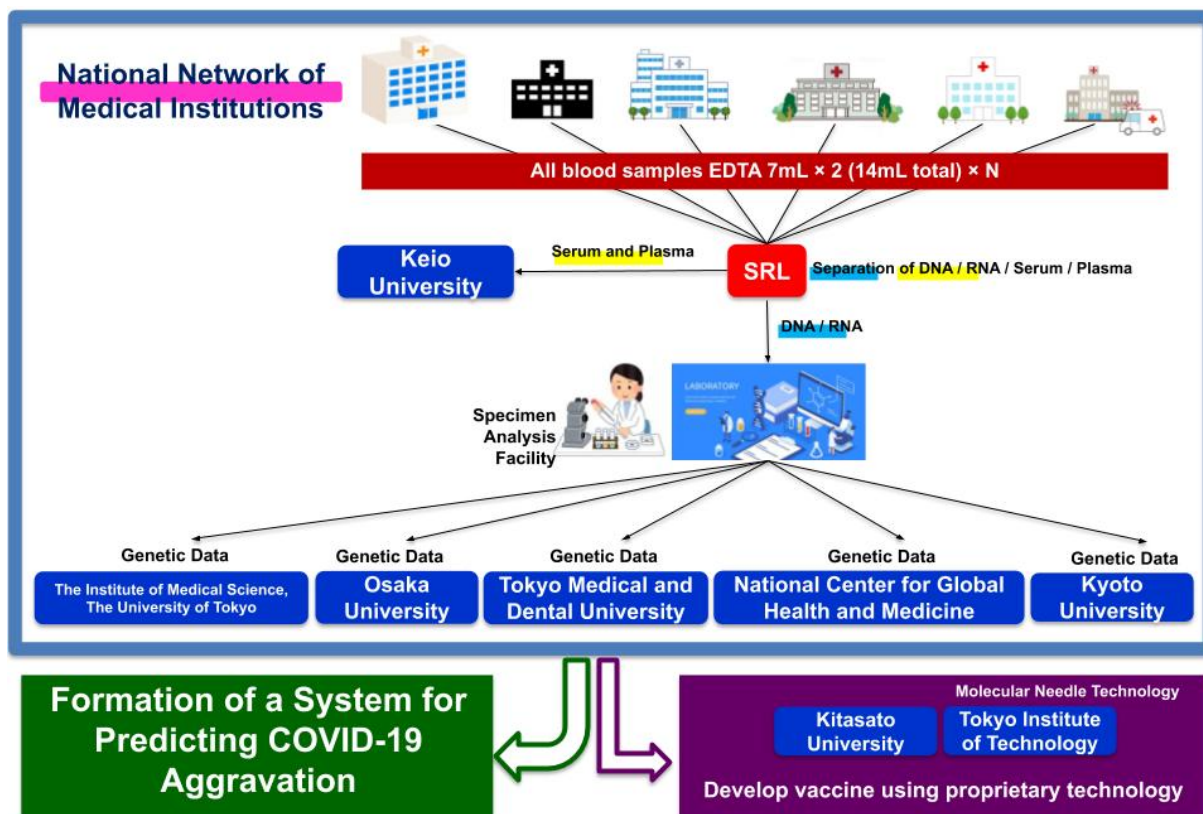 National Network of
Medical Institutions
All blood samples EDTA 7mL × 2 (14mL total) × N
Serum and Plasma
Keio
University
SRL
Separation of DNA / RNA / Serum / Plasma
DNA / RNA
LABORATORY
Specimen
Analysis
Facility
Genetic Data
Genetic Data
Genetic Data
Genetic Data
Genetic Data
The Institute of Medical Science,
The University of Tokyo
Osaka
University
Tokyo Medical and
Dental University
National Center for Global
Health and Medicine
Kyoto
University
Formation of a System for
Predicting COVID-19
Aggravation
Molecular Needle Technology
Kitasato
University
Tokyo Institute
of Technology
Develop vaccine using proprietary technology